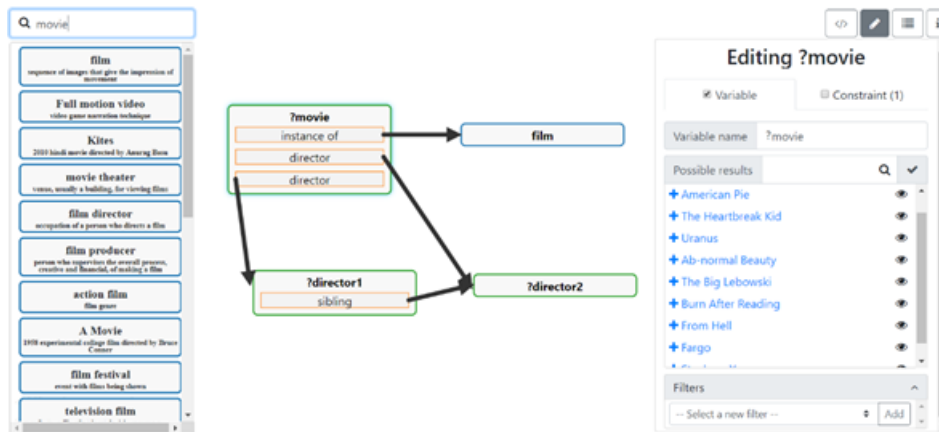 movie
film
sequence of images that give the impression of
movement
Full motion video
video game narration technique
Kites
2010 hindi movie directed by Anurag Basu
movie theater
venue, usually a building, for viewing films
film director
occupation of a person who directs a film
film producer
person who supervises the overall process,
creative and financial, of making a film
action film
film genre
A Movie
1958 experimental collage film directed by Bruce
Conner
film festival
event with films being shown
television film
?movie
instance of
director
director
film
?director1
sibling
?director2
</>
Editing ?movie
Variable
Constraint (1)
Variable name
?movie
Possible results
American Pie
The Heartbreak Kid
Uranus
Ab-normal Beauty
The Big Lebowski
Burn After Reading
From Hell
Fargo
Filters
-- Select a new filter --
Add